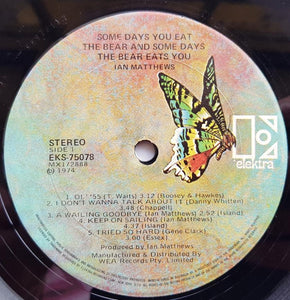 SOME DAYS YOU EAT
THE BEAR AND SOME DAYS
THE BEAR EATS YOU
IAN MATTHEWS
STEREO
SIDE 1
EKS-75078
MX172888
℗ 1974
elektra
1. OL' '55 (T. Waits) 3.12 (Boosey & Hawkes)
2. I DON'T WANNA TALK ABOUT IT (Danny Whitten)
3.48 (Chappell)
3. A WAILING GOODBYE (Ian Matthews) 2.52 (Island)
4. KEEP ON SAILING (Ian Matthews)
4.37 (Island)
5. TRIED SO HARD (Gene Clark)
3.00 (Essex)
Produced by Ian Matthews
Manufactured & Distributed By
WEA Records Pty. Limited